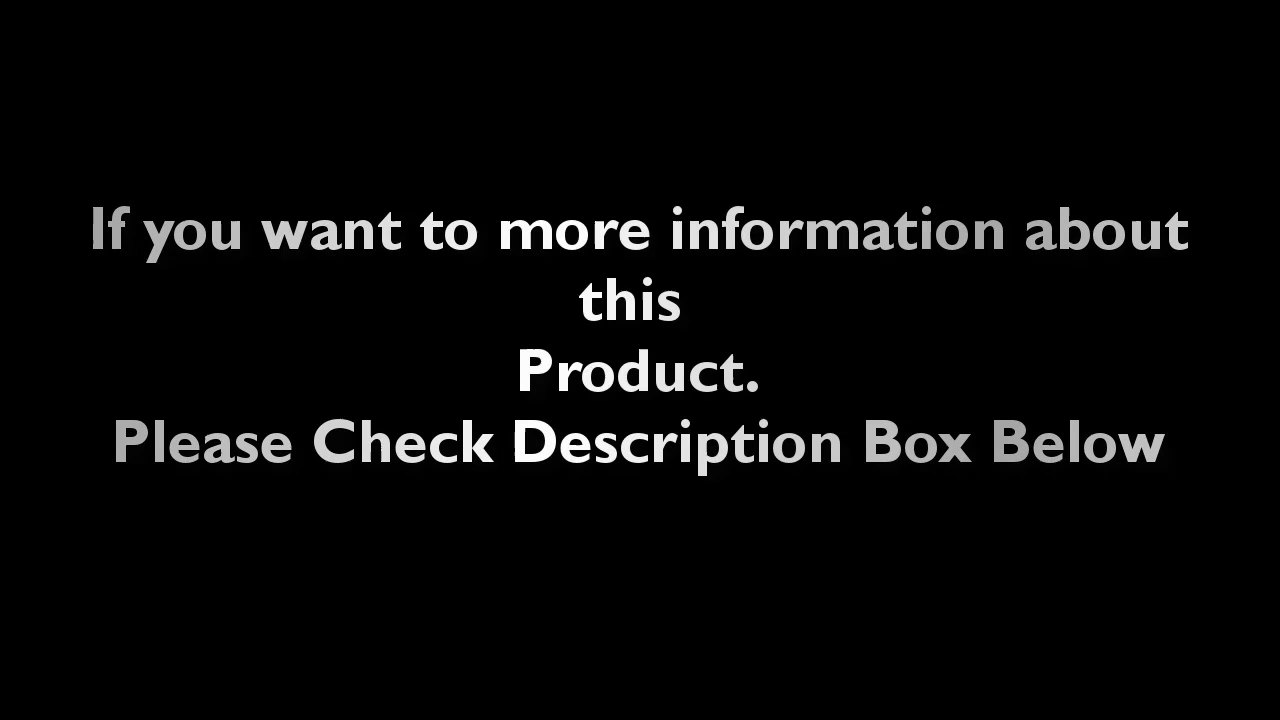 If you want to more information about
this
Product.
Please Check Description Box Below